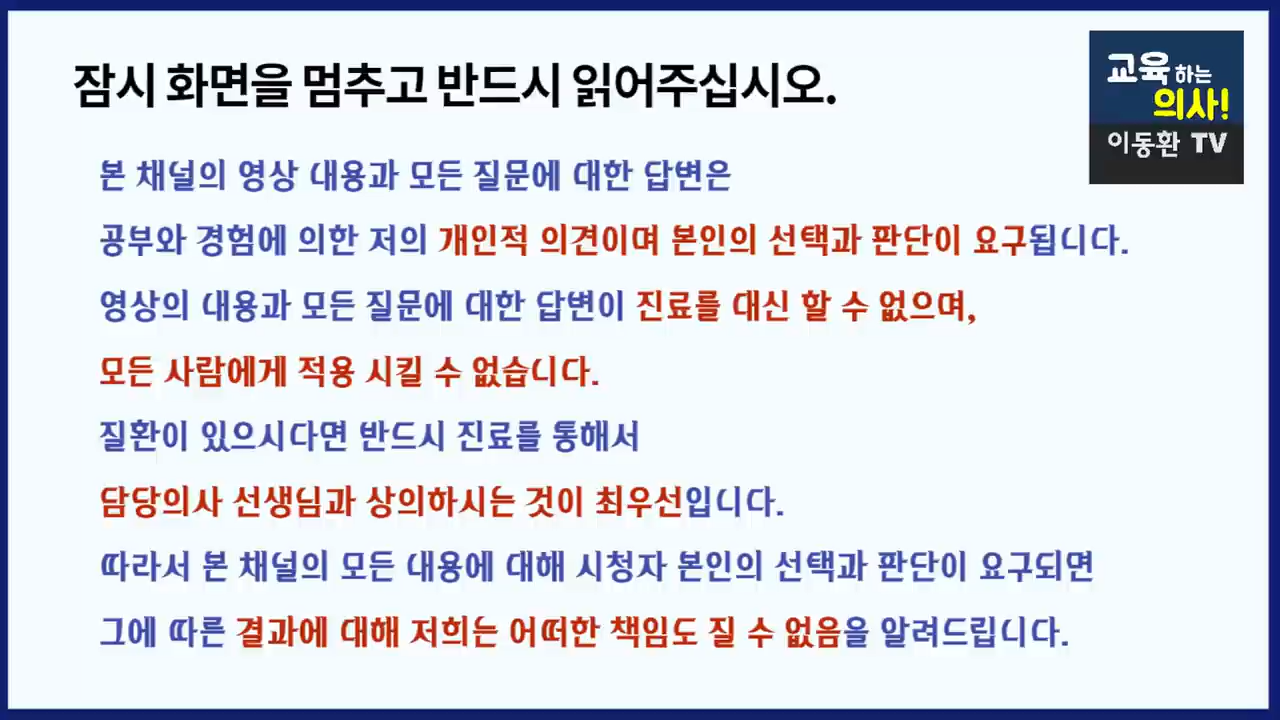 잠시 화면을 멈추고 반드시 읽어주십시오.
교육하는
의사!
이동환 TV
본 채널의 영상 내용과 모든 질문에 대한 답변은
공부와 경험에 의한 저의 개인적 의견이며 본인의 선택과 판단이 요구됩니다.
영상의 내용과 모든 질문에 대한 답변이 진료를 대신 할 수 없으며,
모든 사람에게 적용 시킬 수 없습니다.
질환이 있으시다면 반드시 진료를 통해서
담당의사 선생님과 상의하시는 것이 최우선입니다.
따라서 본 채널의 모든 내용에 대해 시청자 본인의 선택과 판단이 요구되면
그에 따른 결과에 대해 저희는 어떠한 책임도 질 수 없음을 알려드립니다.